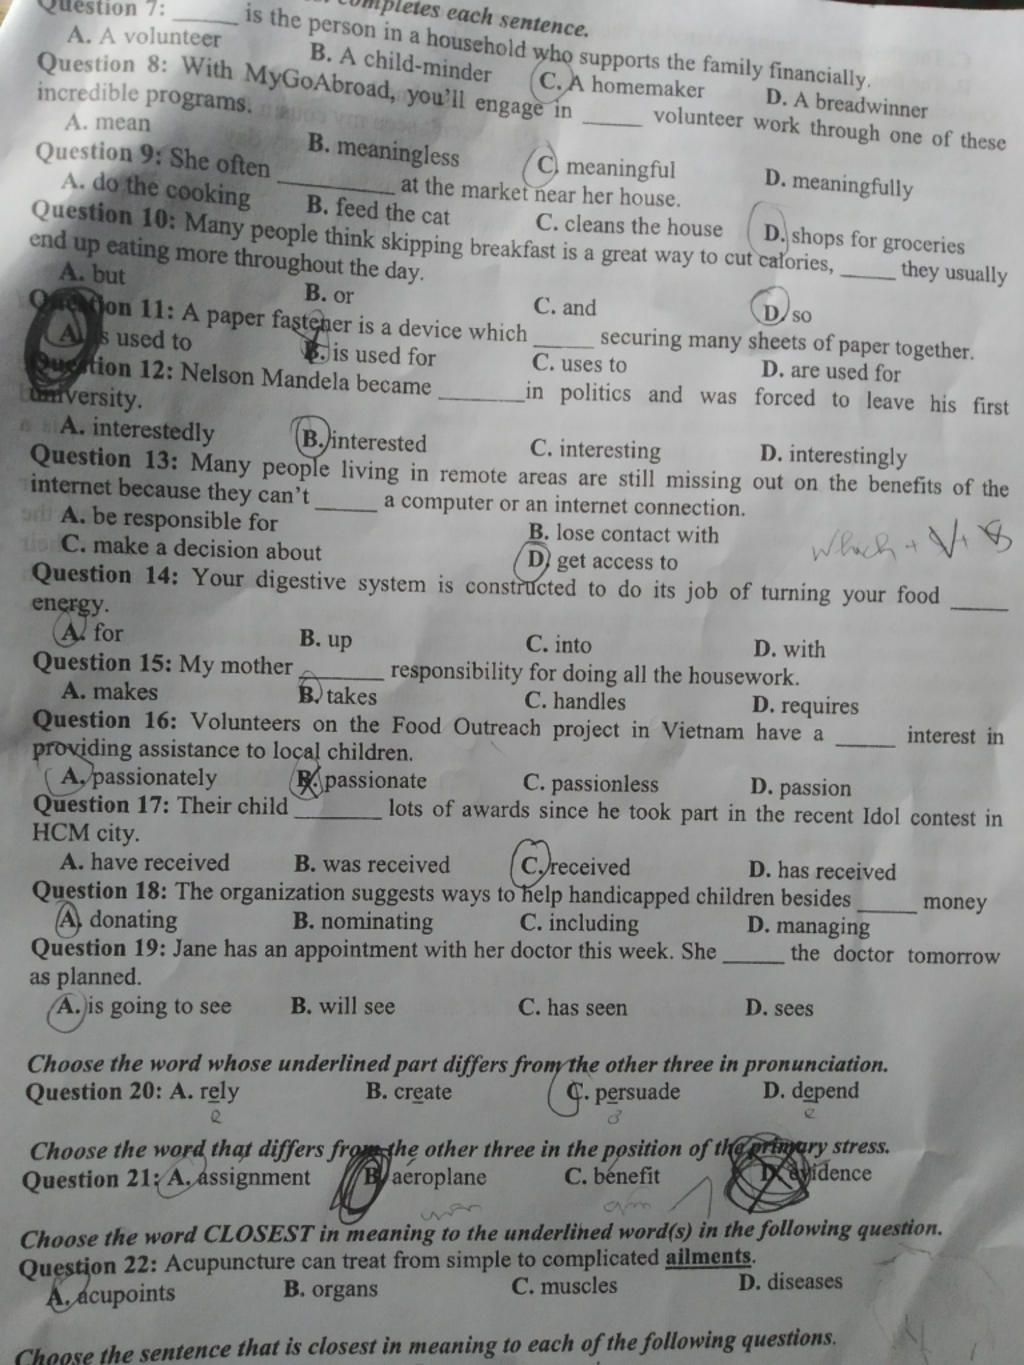 completes each sentence.
Question 7: ______ is the person in a household who supports the family financially.
A. A volunteer B. A child-minder C. A homemaker D. A breadwinner
Question 8: With MyGoAbroad, you'll engage in ______ volunteer work through one of these
incredible programs.
A. mean B. meaningless C. meaningful D. meaningfully
Question 9: She often ______ at the market near her house.
A. do the cooking B. feed the cat C. cleans the house D. shops for groceries
Question 10: Many people think skipping breakfast is a great way to cut calories, ______ they usually
end up eating more throughout the day.
A. but B. or C. and D. so
Question 11: A paper fastener is a device which ______ securing many sheets of paper together.
A. is used to B. is used for C. uses to D. are used for
Question 12: Nelson Mandela became ______ in politics and was forced to leave his first
university.
A. interestedly B. interested C. interesting D. interestingly
Question 13: Many people living in remote areas are still missing out on the benefits of the
internet because they can't ______ a computer or an internet connection.
A. be responsible for B. lose contact with
which + V
C. make a decision about D. get access to
Question 14: Your digestive system is constructed to do its job of turning your food ______
energy.
A. for B. up C. into D. with
Question 15: My mother ______ responsibility for doing all the housework.
A. makes B. takes C. handles D. requires
Question 16: Volunteers on the Food Outreach project in Vietnam have a ______ interest in
providing assistance to local children.
A. passionately B. passionate C. passionless D. passion
Question 17: Their child ______ lots of awards since he took part in the recent Idol contest in
HCM city.
A. have received B. was received C. received D. has received
Question 18: The organization suggests ways to help handicapped children besides ______ money
A. donating B. nominating C. including D. managing
Question 19: Jane has an appointment with her doctor this week. She ______ the doctor tomorrow
as planned.
A. is going to see B. will see C. has seen D. sees
Choose the word whose underlined part differs from the other three in pronunciation.
Question 20: A. rely B. create C. persuade D. depend
Choose the word that differs from the other three in the position of the primary stress.
Question 21: A. assignment B. aeroplane C. benefit D. evidence
Choose the word CLOSEST in meaning to the underlined word(s) in the following question.
Question 22: Acupuncture can treat from simple to complicated ailments.
A. acupoints B. organs C. muscles D. diseases
Choose the sentence that is closest in meaning to each of the following questions.